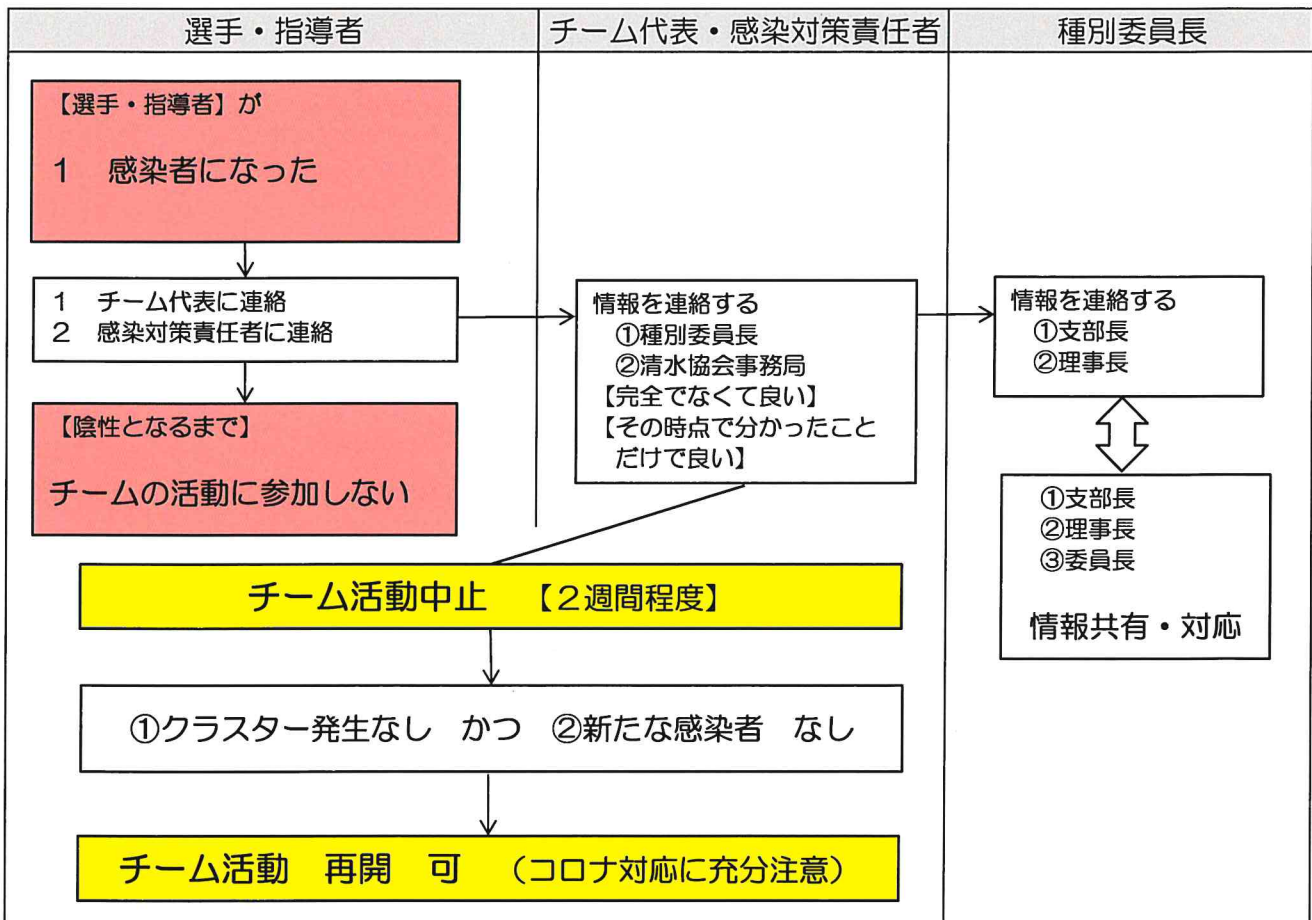 選手・指導者
チーム代表・感染対策責任者
種別委員長
【選手・指導者】が
１　感染者になった
１　チーム代表に連絡
２　感染対策責任者に連絡
【陰性となるまで】
チームの活動に参加しない
情報を連絡する
①種別委員長
②清水協会事務局
【完全でなくて良い】
【その時点で分かったこと
だけで良い】
情報を連絡する
①支部長
②理事長
①支部長
②理事長
③委員長
情報共有・対応
チーム活動中止　【２週間程度】
①クラスター発生なし　かつ　②新たな感染者　なし
チーム活動　再開　可　（コロナ対応に充分注意）